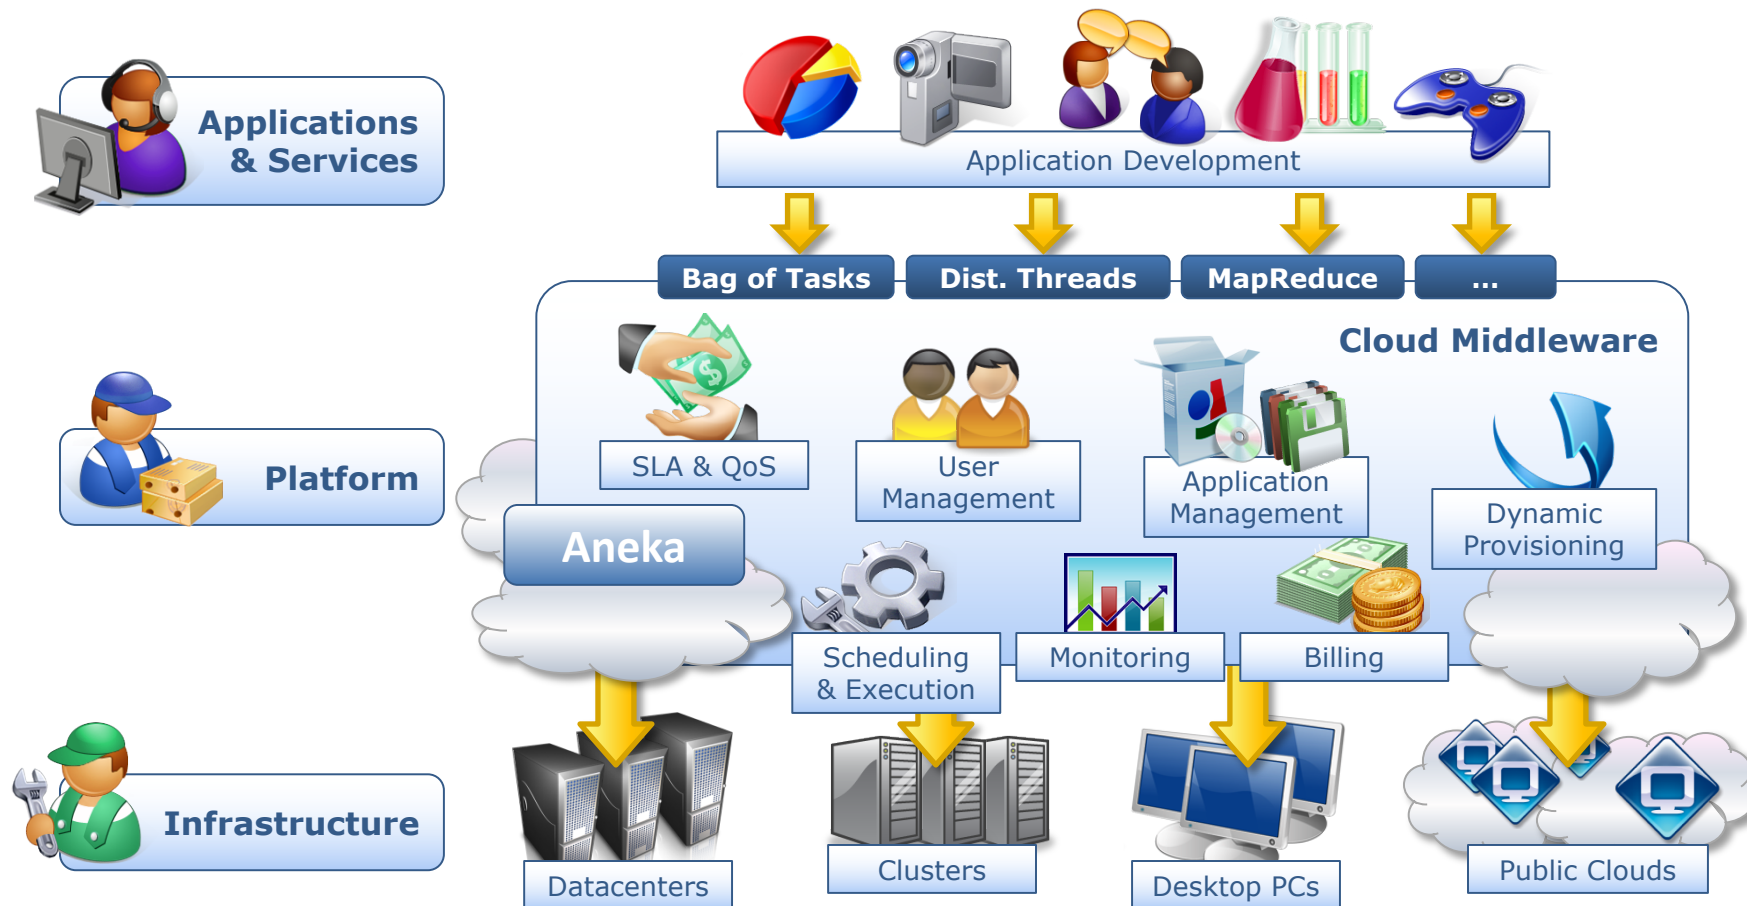 Applications
& Services
Application Development
Bag of Tasks
Dist. Threads
MapReduce
...
Cloud Middleware
SLA & QoS
User
Management
Application
Management
Dynamic
Provisioning
Platform
Aneka
Scheduling
& Execution
Monitoring
Billing
Infrastructure
Datacenters
Clusters
Desktop PCs
Public Clouds